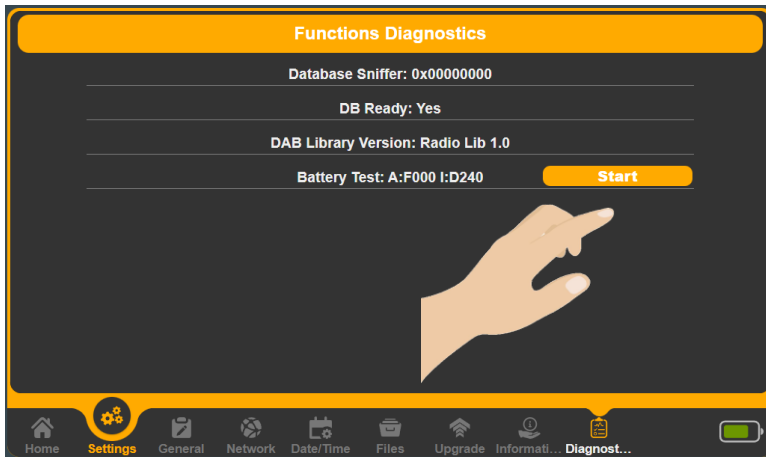 Functions Diagnostics
Database Sniffer: 0x00000000
DB Ready: Yes
DAB Library Version: Radio Lib 1.0
Battery Test: A:F000 I:D240 Start
Home Settings General Network Date/Time Files Upgrade Informati... Diagnost...